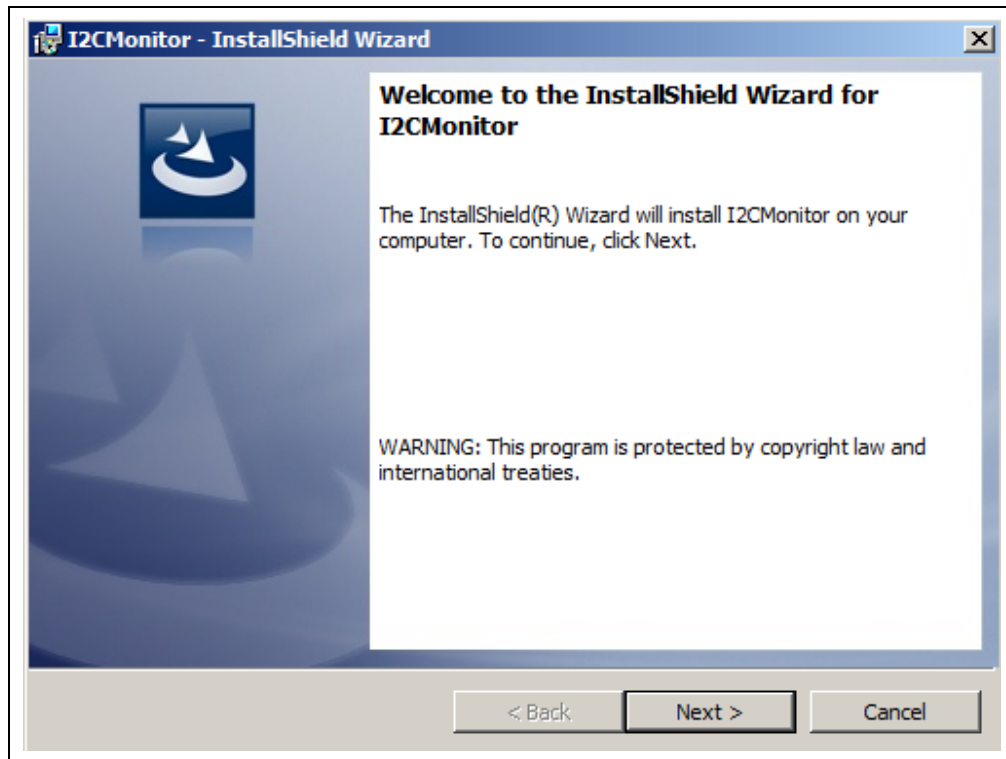 I2CMonitor - InstallShield Wizard
Welcome to the InstallShield Wizard for
I2CMonitor
The InstallShield(R) Wizard will install I2CMonitor on your
computer. To continue, click Next.
WARNING: This program is protected by copyright law and
international treaties.
< Back
Next >
Cancel